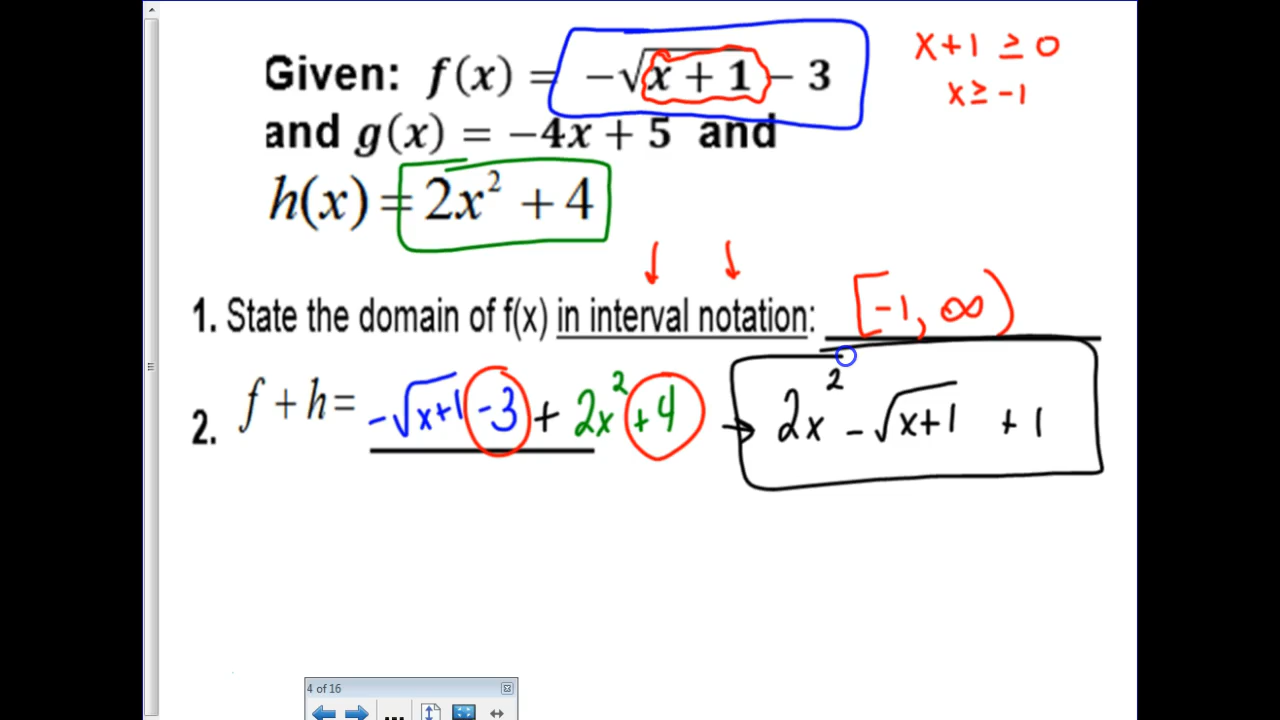 Given: f(x) = −√x + 1 − 3
x+1 ≥ 0
x ≥ -1
and g(x) = −4x + 5 and
h(x) = 2x² + 4
1. State the domain of f(x) in interval notation: [-1, ∞)
2. f + h = -√x+1 -3 + 2x² +4 → 2x² - √x+1 + 1
4 of 16